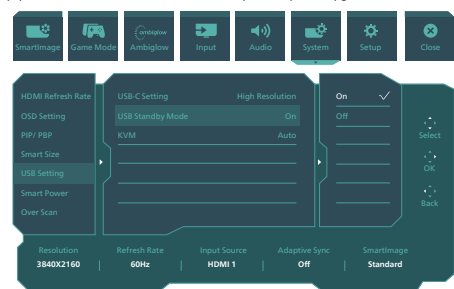 SmartImage
Game Mode
ambiglow
Ambiglow
Input
Audio
System
Setup
Close
HDMI Refresh Rate
OSD Setting
PIP/ PBP
Smart Size
USB Setting
Smart Power
Over Scan
USB-C Setting High Resolution
USB Standby Mode On
KVM Auto
On
Off
Select
OK
Back
Resolution Refresh Rate Input Source Adaptive Sync SmartImage
3840X2160 | 60Hz | HDMI 1 | Off | Standard